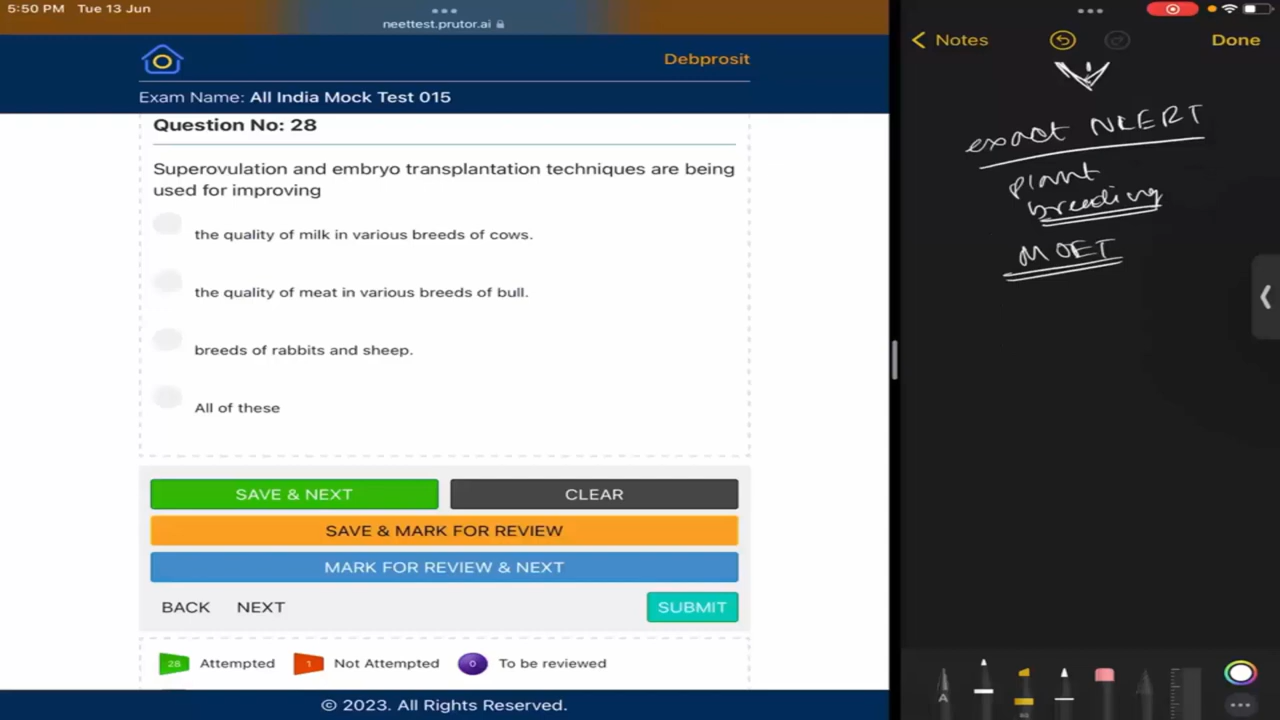 5:50 PM Tue 13 Jun
neettest.prutor.ai
Debprosit
Exam Name: All India Mock Test 015
Question No: 28
Superovulation and embryo transplantation techniques are being
used for improving
the quality of milk in various breeds of cows.
the quality of meat in various breeds of bull.
breeds of rabbits and sheep.
All of these
SAVE & NEXT
CLEAR
SAVE & MARK FOR REVIEW
MARK FOR REVIEW & NEXT
BACK
NEXT
SUBMIT
28 Attempted
1 Not Attempted
0 To be reviewed
© 2023. All Rights Reserved.
Notes
Done
exact NCERT
plant
breeding
MOET
A